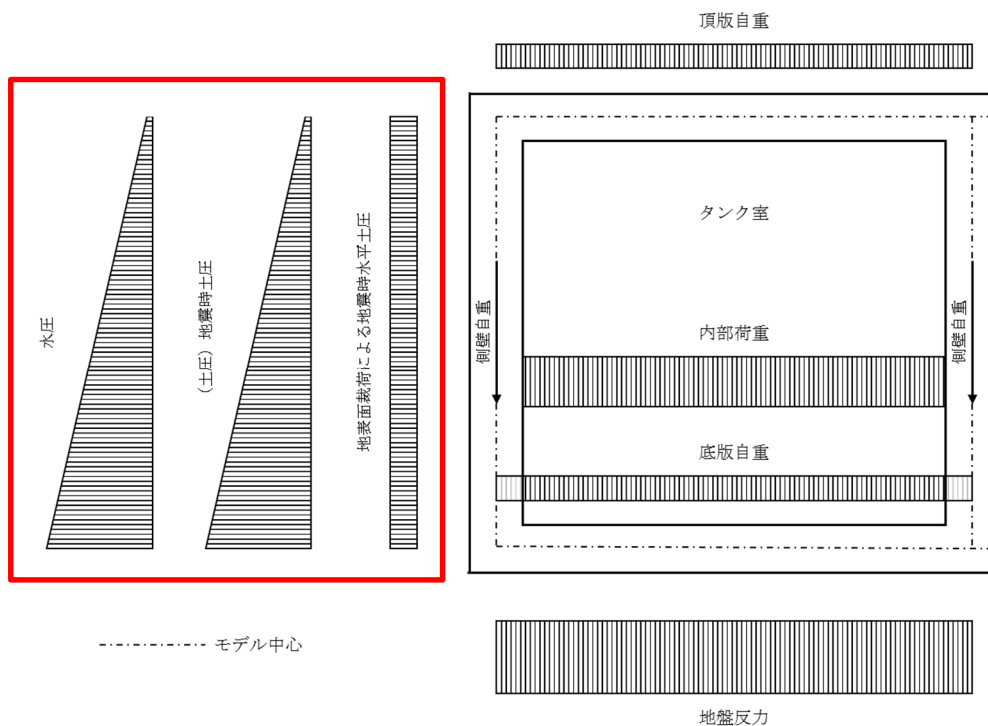 頂版自重
水圧
（土圧）地震時土圧
地表面裁荷による地震時水平土圧
タンク室
側壁自重
内部荷重
側壁自重
底版自重
モデル中心
地盤反力